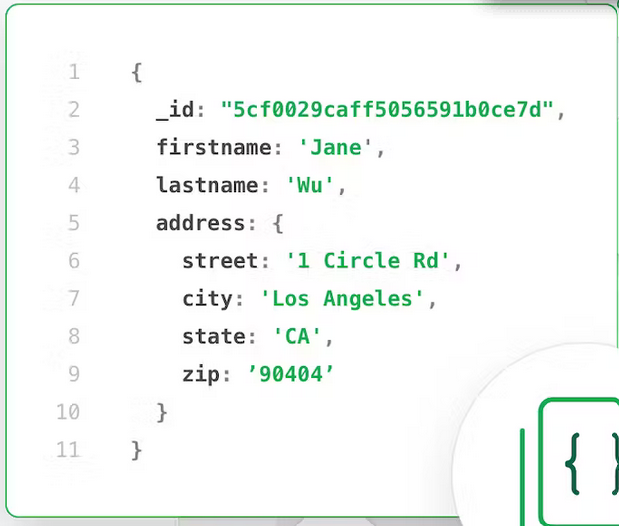 1 {
2 _id: "5cf0029caff5056591b0ce7d",
3 firstname: 'Jane',
4 lastname: 'Wu',
5 address: {
6 street: '1 Circle Rd',
7 city: 'Los Angeles',
8 state: 'CA',
9 zip: ’90404’
10 }
11 }
{ }